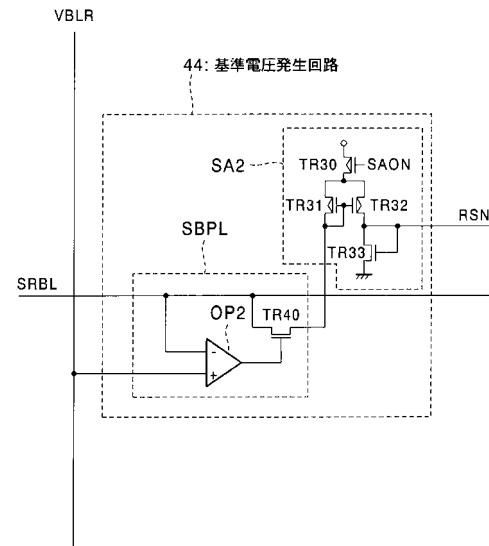 VBLR
44: 基準電圧発生回路
SA2
TR30
SAON
TR31
TR32
RSN
SBPL
TR33
SRBL
OP2
TR40
-
+